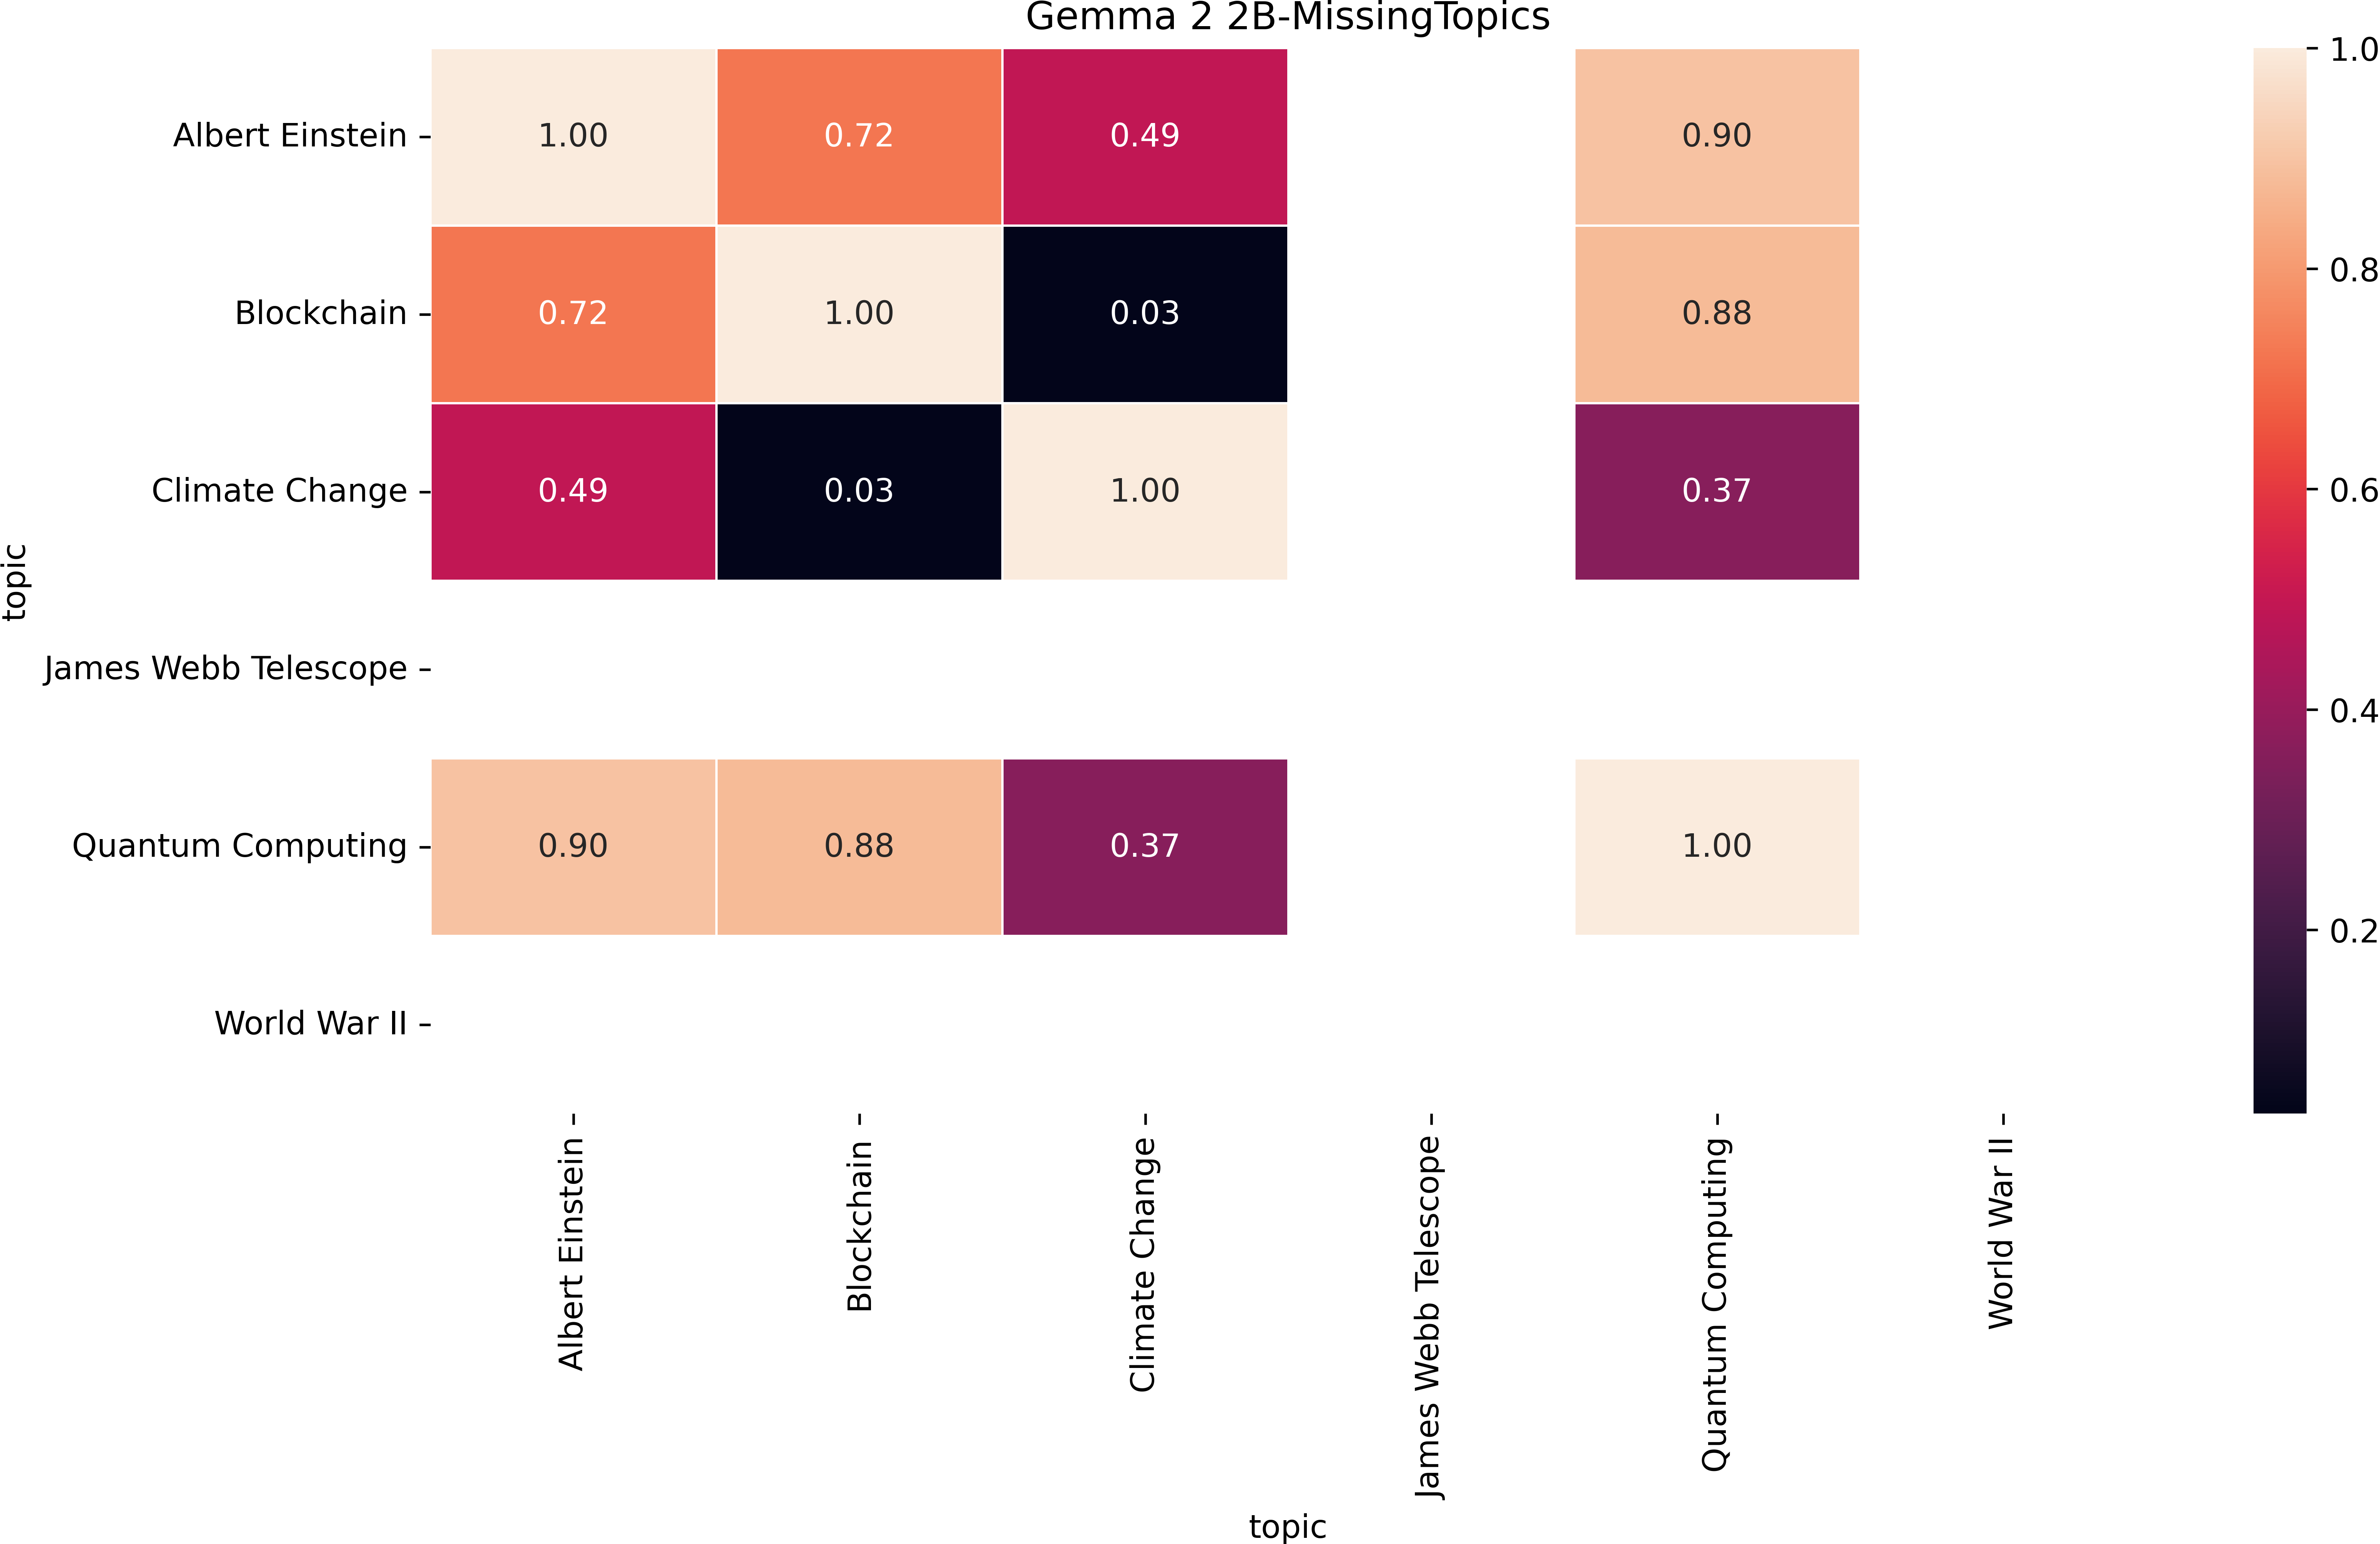 Gemma 2 2B-MissingTopics
Albert Einstein
1.00 0.72 0.49 0.90
Blockchain
0.72 1.00 0.03 0.88
Climate Change
0.49 0.03 1.00 0.37
James Webb Telescope
Quantum Computing
0.90 0.88 0.37 1.00
World War II
topic
Albert Einstein
Blockchain
Climate Change
James Webb Telescope
Quantum Computing
World War II
topic
1.0
0.8
0.6
0.4
0.2